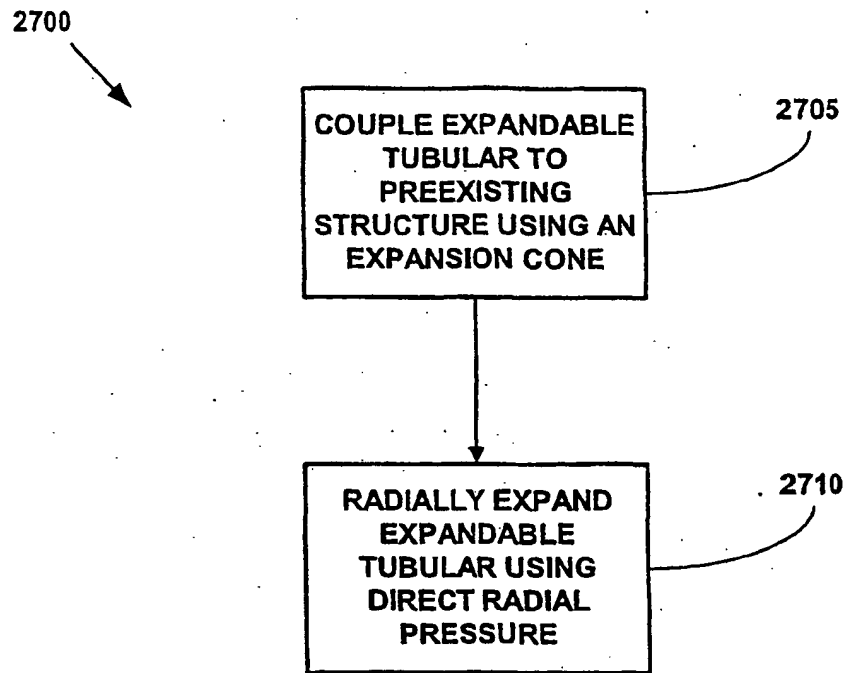 2700
COUPLE EXPANDABLE
TUBULAR TO
PREEXISTING
STRUCTURE USING AN
EXPANSION CONE
2705
RADIALLY EXPAND
EXPANDABLE
TUBULAR USING
DIRECT RADIAL
PRESSURE
2710